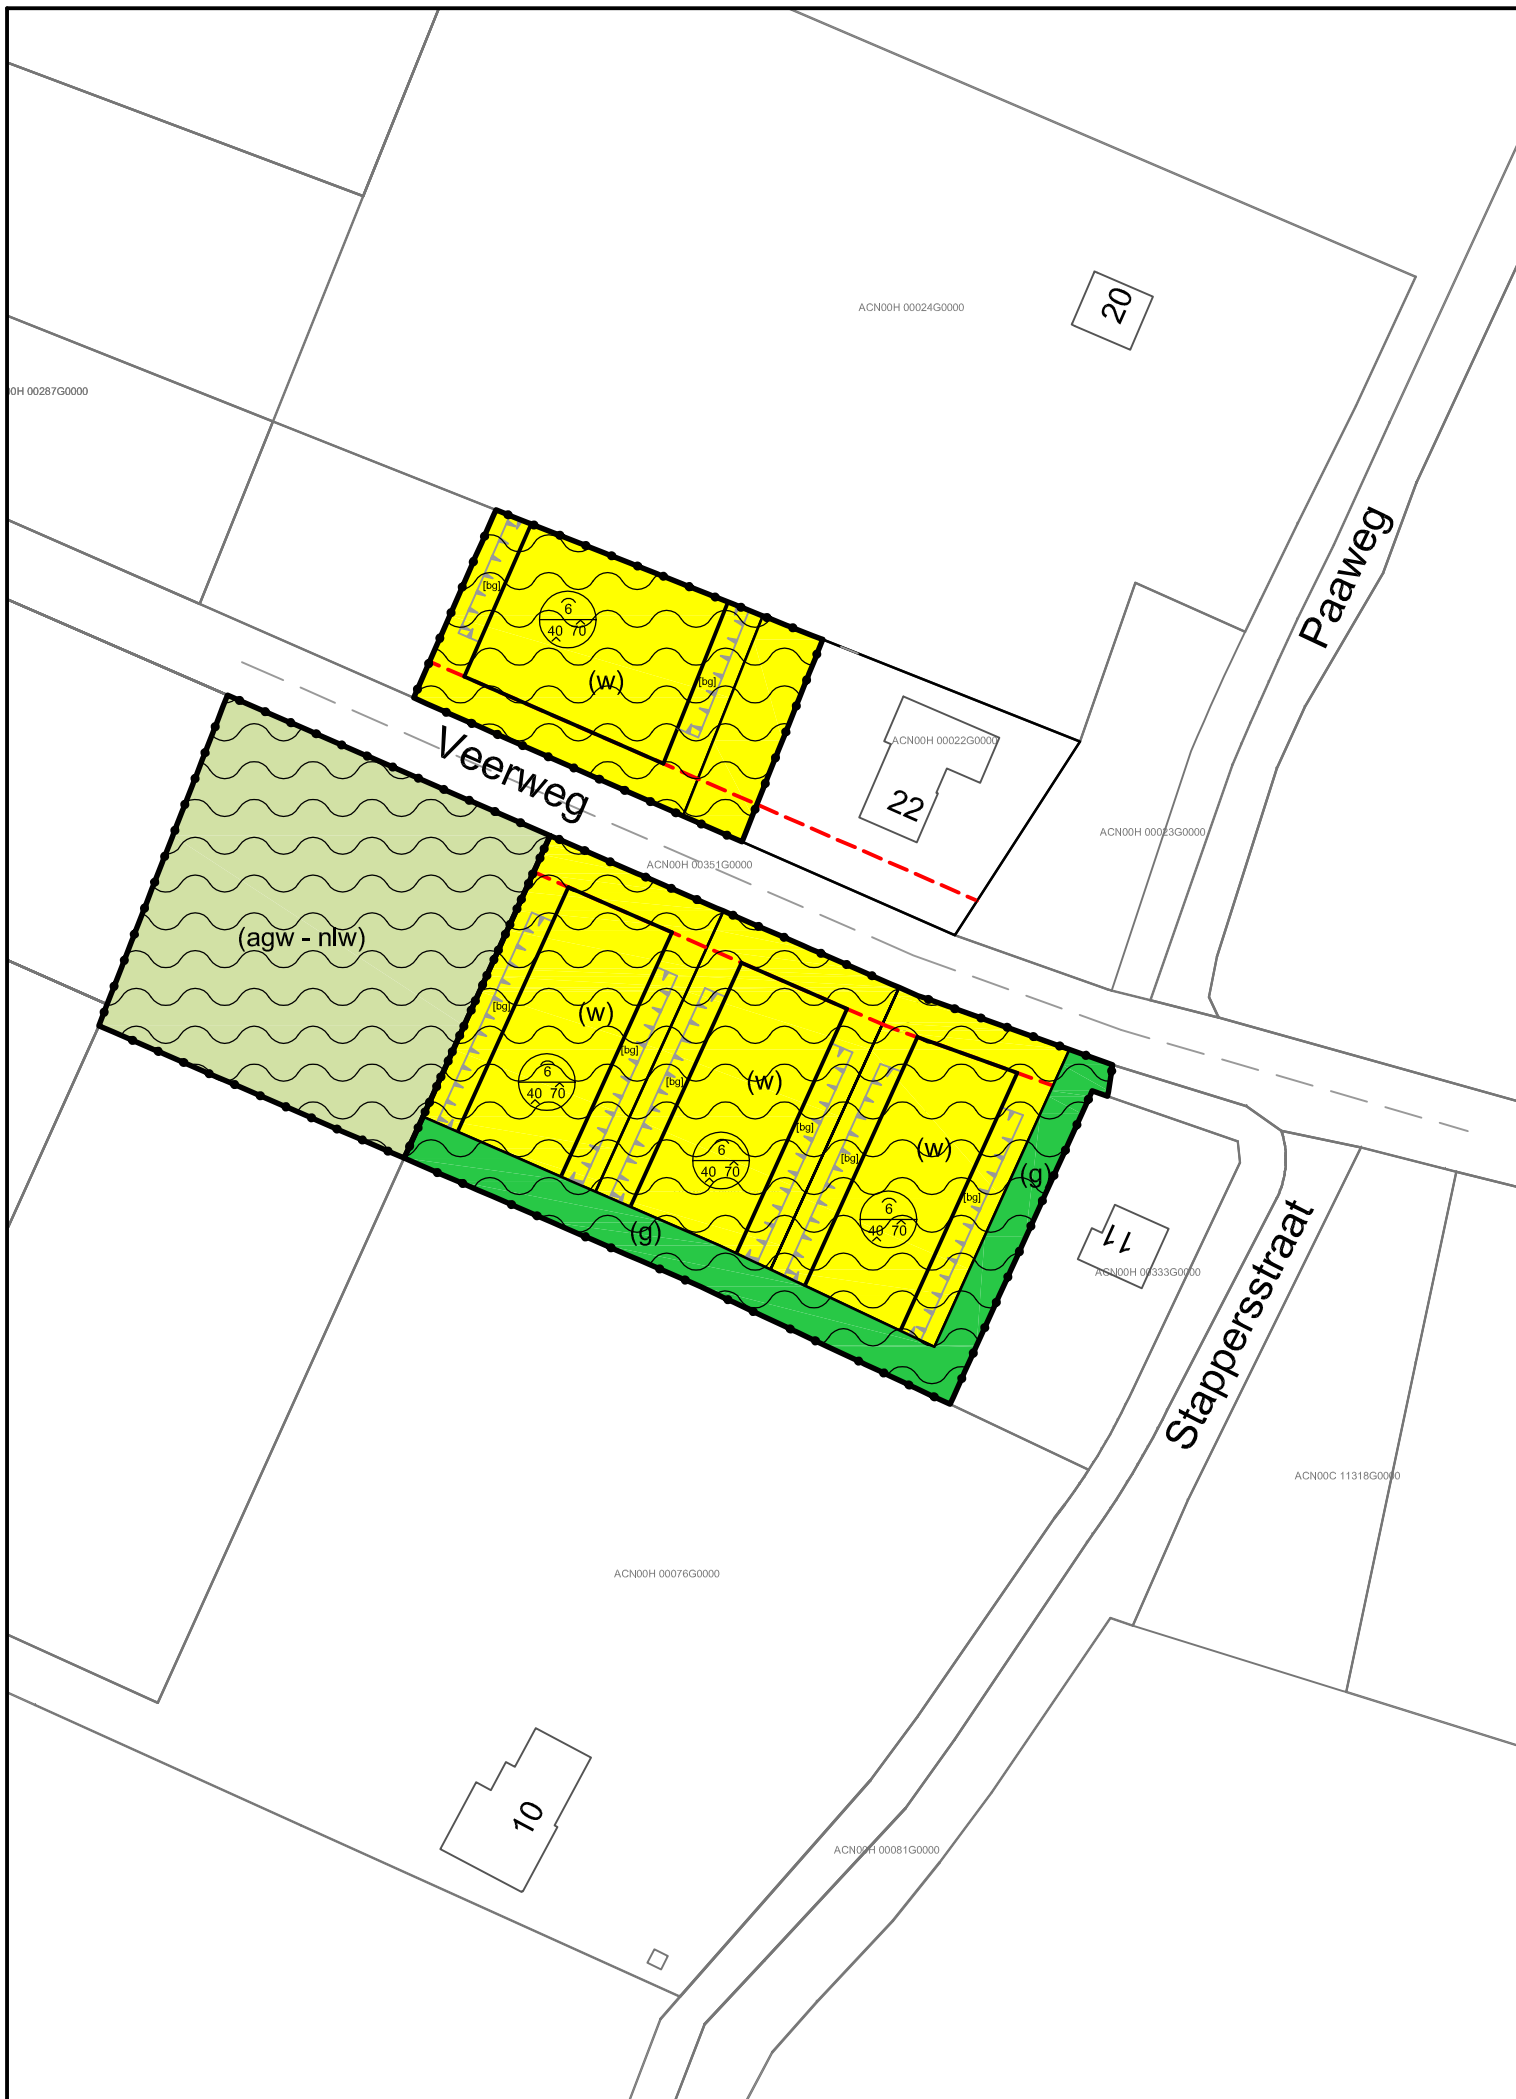 20
ACN00H 00024G0000
00H 00287G0000
Paaweg
[bg]
6
40 70
(w)
[bg]
ACN00H 00022G0000
22
Veerweg
ACN00H 00023G0000
ACN00H 00351G0000
(agw - nlw)
[bg]
(w)
[bg]
6
40 70
[bg]
(w)
[bg]
6
40 70
[bg]
(w)
[bg]
6
40 70
(g)
(g)
11
ACN00H 00333G0000
Stappersstraat
ACN00C 11318G0000
ACN00H 00076G0000
10
ACN00H 00081G0000